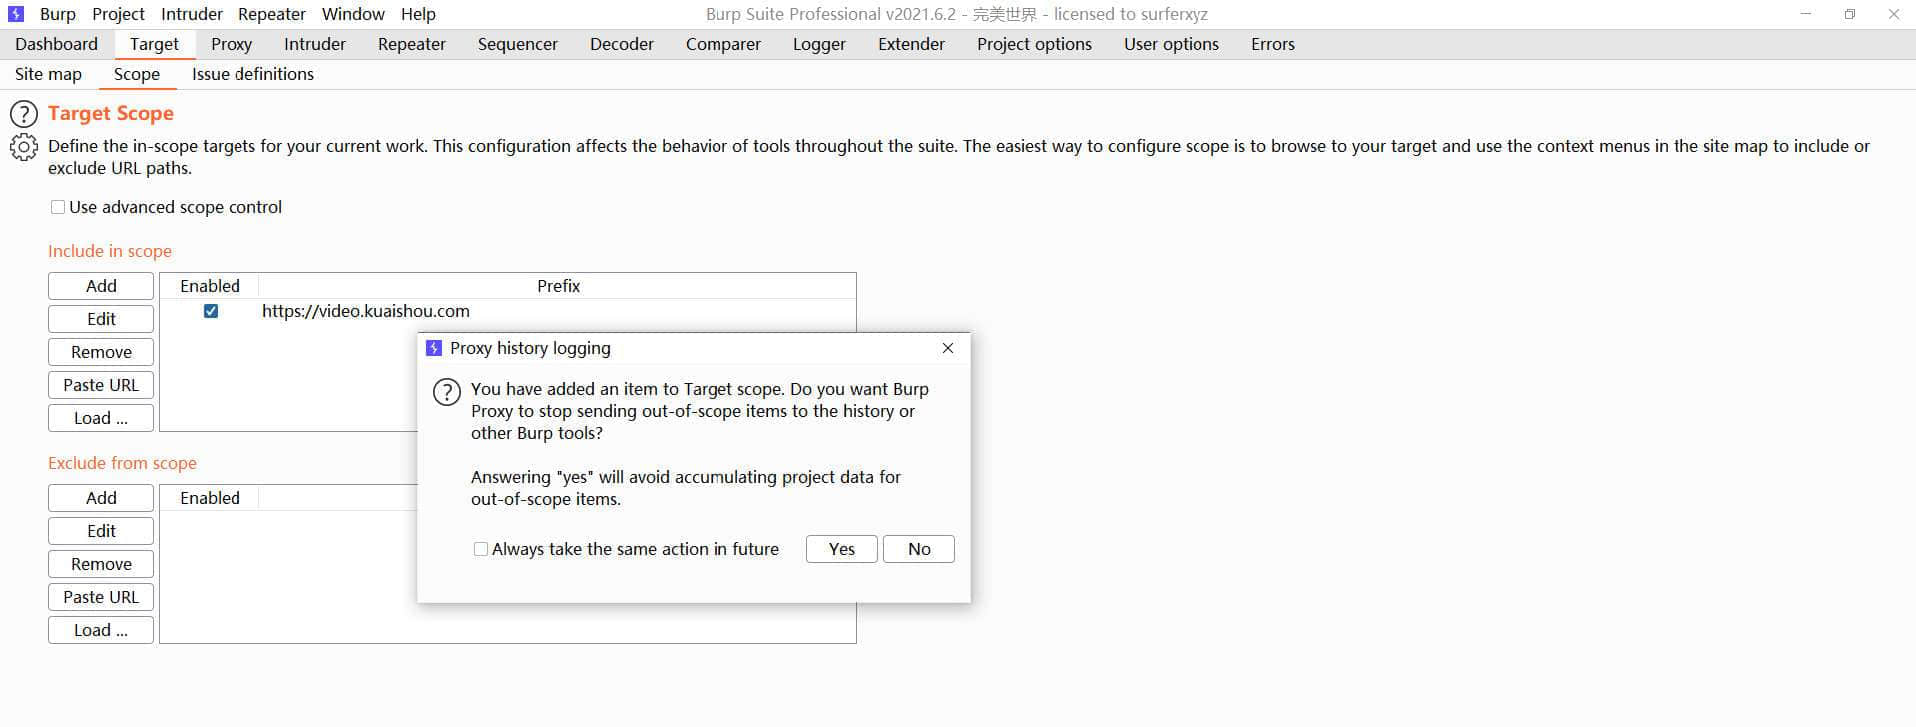 Burp Project Intruder Repeater Window Help Burp Suite Professional v2021.6.2 - 完美世界 - licensed to surferxyz
Dashboard Target Proxy Intruder Repeater Sequencer Decoder Comparer Logger Extender Project options User options Errors
Site map Scope Issue definitions
Target Scope
Define the in-scope targets for your current work. This configuration affects the behavior of tools throughout the suite. The easiest way to configure scope is to browse to your target and use the context menus in the site map to include or
exclude URL paths.
Use advanced scope control
Include in scope
Add Enabled Prefix
https://video.kuaishou.com
Edit
Remove
Paste URL
Load ...
Proxy history logging
You have added an item to Target scope. Do you want Burp
Proxy to stop sending out-of-scope items to the history or
other Burp tools?
Answering "yes" will avoid accumulating project data for
out-of-scope items.
Always take the same action in future Yes No
Exclude from scope
Add Enabled
Edit
Remove
Paste URL
Load ...